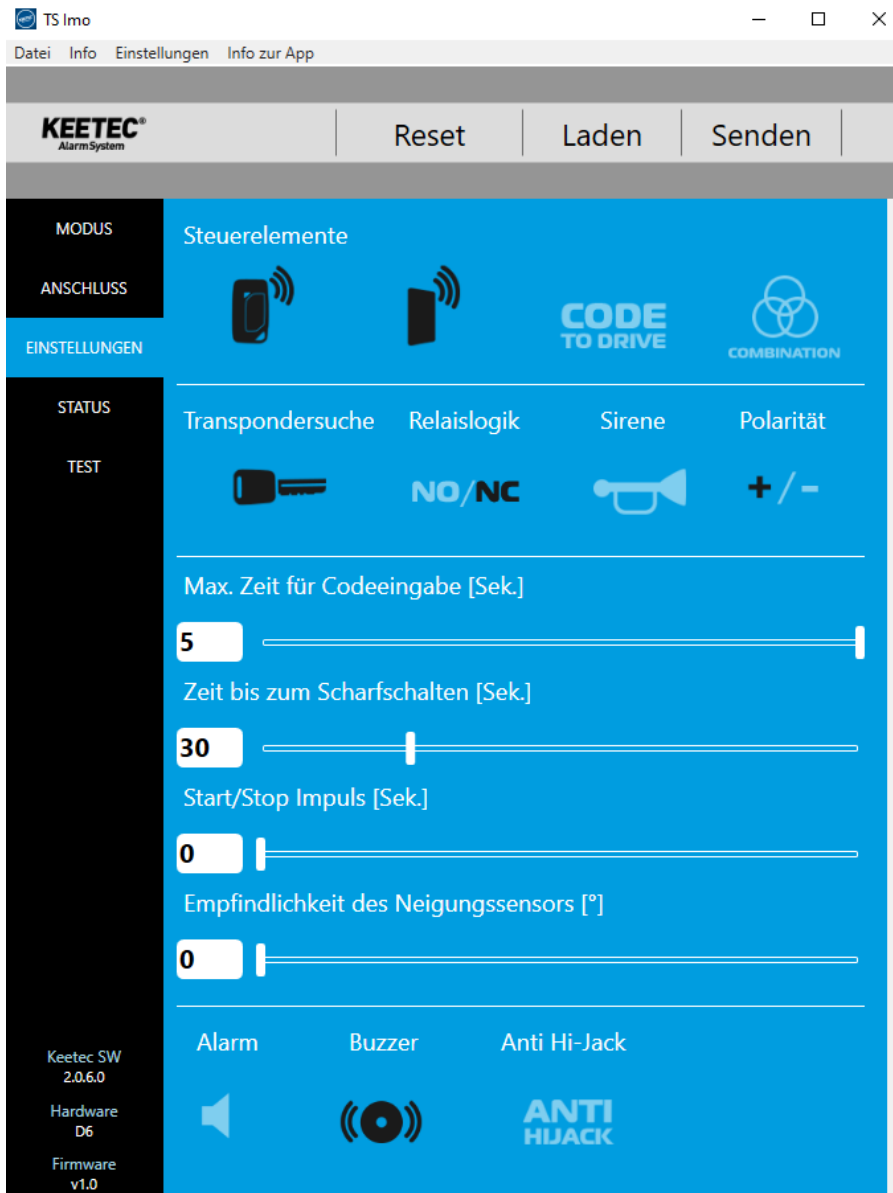 TS Imo
Datei Info Einstellungen Info zur App
KEETEC® Reset Laden Senden
AlarmSystem
MODUS
ANSCHLUSS
EINSTELLUNGEN
STATUS
TEST
Steuerelemente
CODE
TO DRIVE
COMBINATION
Transpondersuche Relaislogik Sirene Polarität
NO/NC +/-
Max. Zeit für Codeeingabe [Sek.]
5
Zeit bis zum Scharfschalten [Sek.]
30
Start/Stop Impuls [Sek.]
0
Empfindlichkeit des Neigungssensors [°]
0
Alarm Buzzer Anti Hi-Jack
ANTI
HIJACK
Keetec SW
2.0.6.0
Hardware
D6
Firmware
v1.0